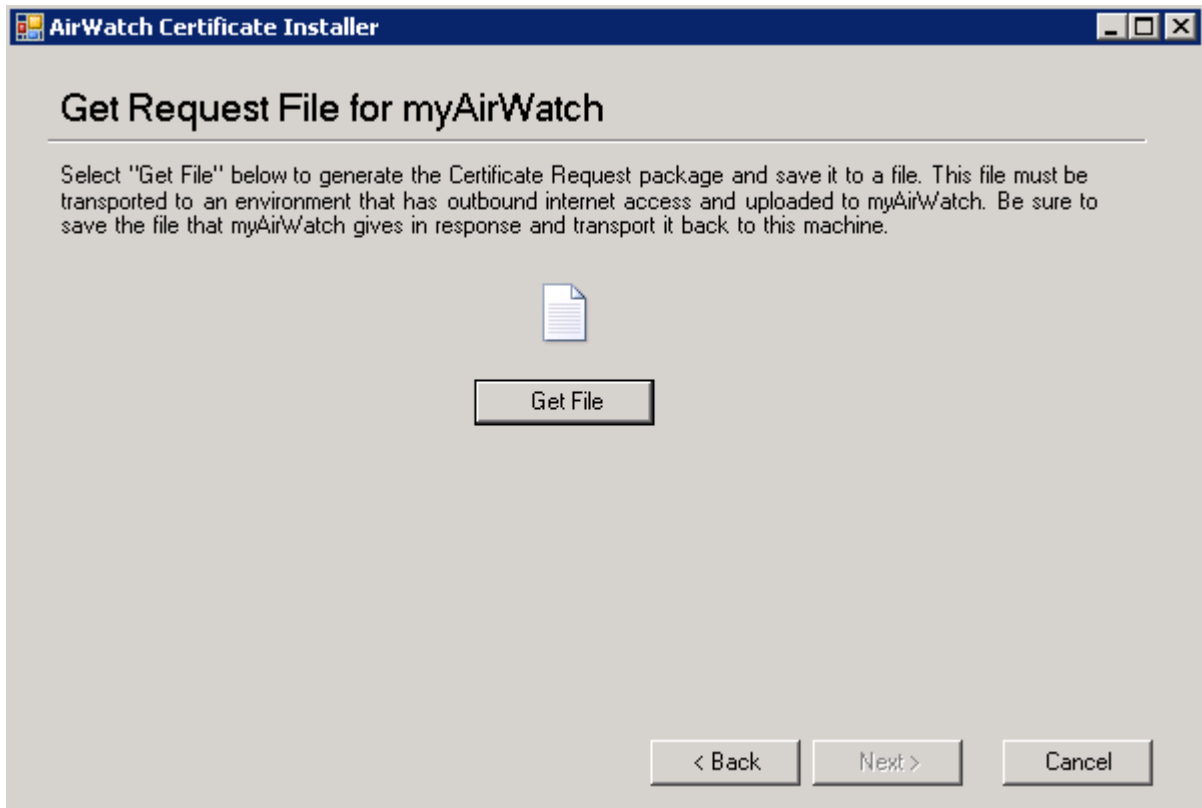 AirWatch Certificate Installer
Get Request File for myAirWatch
Select "Get File" below to generate the Certificate Request package and save it to a file. This file must be
transported to an environment that has outbound internet access and uploaded to myAirWatch. Be sure to
save the file that myAirWatch gives in response and transport it back to this machine.
Get File
< Back
Next >
Cancel